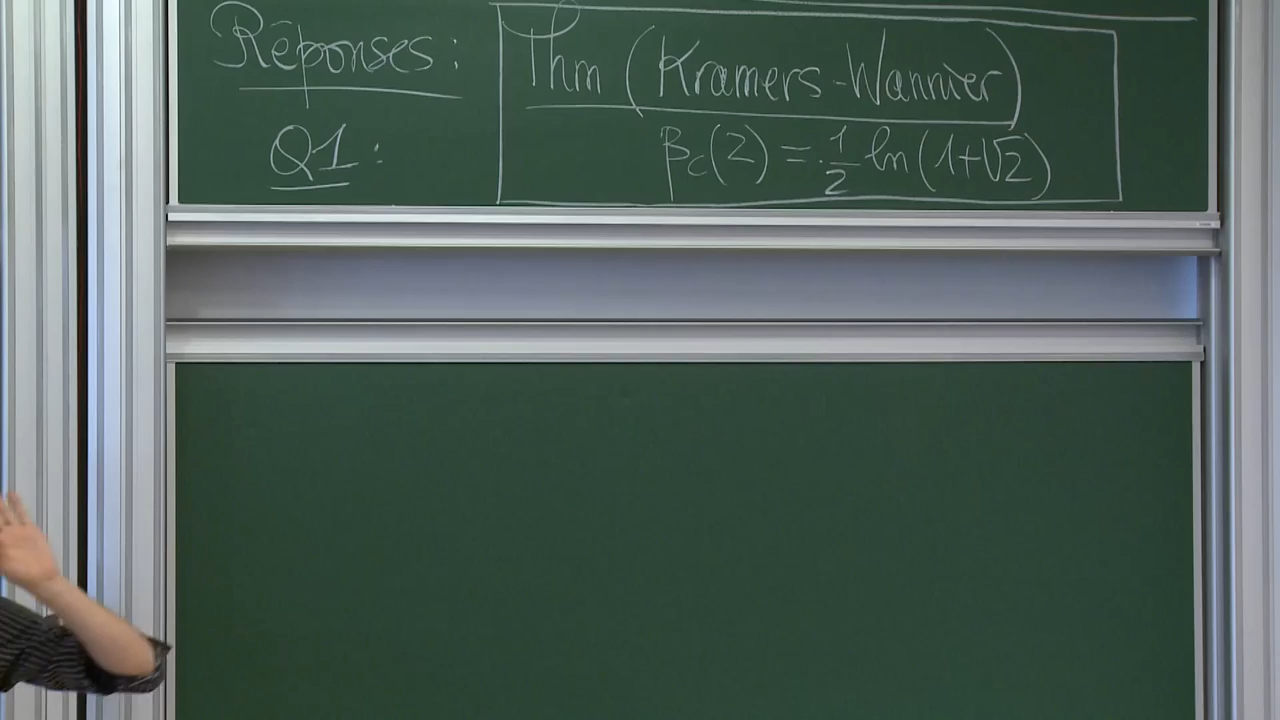 Réponses :
Thm (Kramers-Wannier)
Q1 :
βc(2) = 1/2 ln(1+√2)